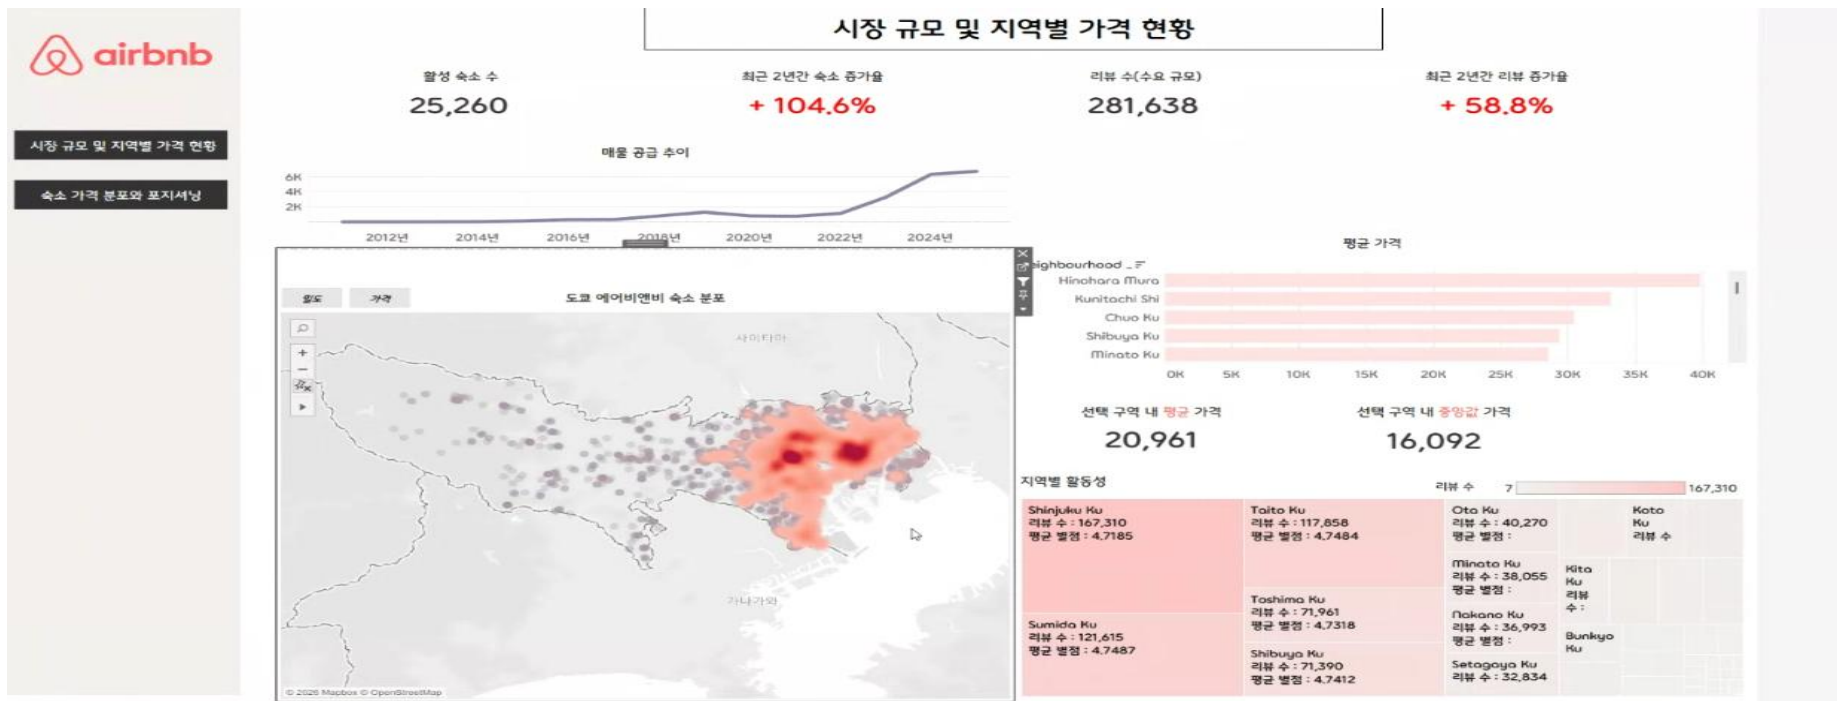 airbnb
시장 규모 및 지역별 가격 현황
숙소 가격 분포와 포지셔닝
시장 규모 및 지역별 가격 현황
활성 숙소 수
25,260
최근 2년간 숙소 증가율
+ 104.6%
리뷰 수(수요 규모)
281,638
최근 2년간 리뷰 증가율
+ 58.8%
매물 공급 추이
6K
4K
2K
2012년 2014년 2016년 2018년 2020년 2022년 2024년
밀도 가격
도쿄 에어비앤비 숙소 분포
사이타마
가나가와
© 2026 Mapbox © OpenStreetMap
평균 가격
eighbourhood _
Hinohara Mura
Kunitachi Shi
Chuo Ku
Shibuya Ku
Minato Ku
0K 5K 10K 15K 20K 25K 30K 35K 40K
선택 구역 내 평균 가격
20,961
선택 구역 내 중앙값 가격
16,092
지역별 활동성
리뷰 수 7 167,310
Shinjuku Ku
리뷰 수 : 167,310
평균 별점 : 4.7185
Sumida Ku
리뷰 수 : 121,615
평균 별점 : 4.7487
Taito Ku
리뷰 수 : 117,858
평균 별점 : 4.7484
Toshima Ku
리뷰 수 : 71,961
평균 별점 : 4.7318
Shibuya Ku
리뷰 수 : 71,390
평균 별점 : 4.7412
Ota Ku
리뷰 수 : 40,270
평균 별점 :
Minato Ku
리뷰 수 : 38,055
평균 별점 :
Nakano Ku
리뷰 수 : 36,993
평균 별점 :
Setagaya Ku
리뷰 수 : 32,834
Koto
Ku
리뷰 수
Kita
Ku
리뷰
수 :
Bunkyo
Ku